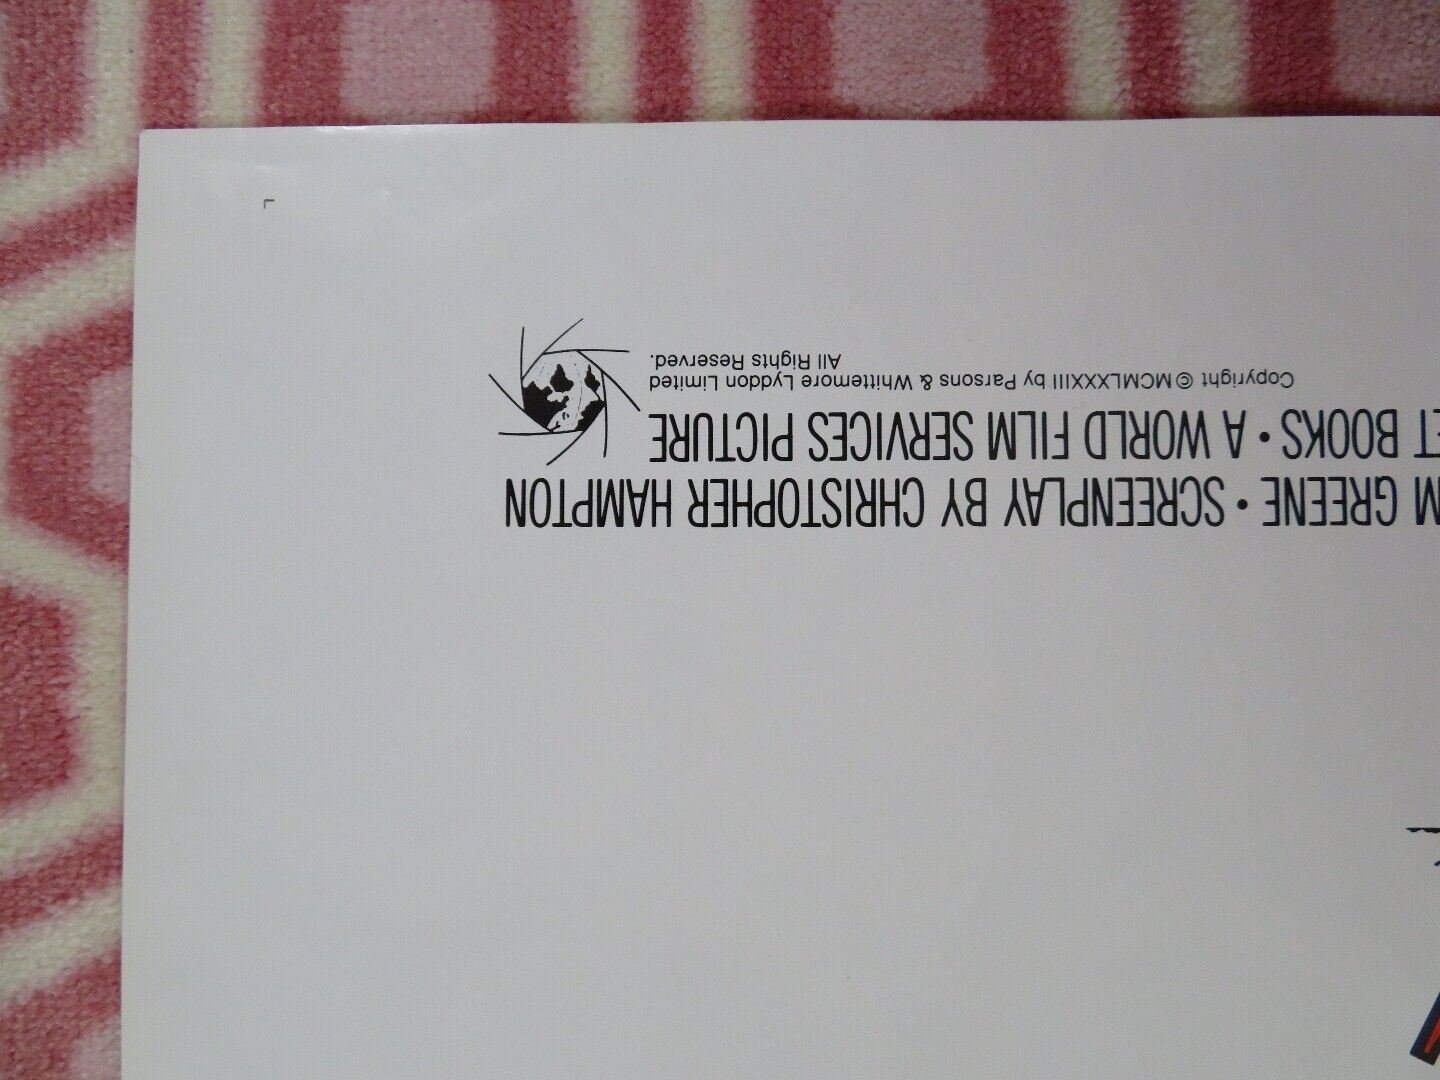 M GREENE • SCREENPLAY BY CHRISTOPHER HAMPTON
ET BOOKS • A WORLD FILM SERVICES PICTURE
Copyright © MCMLXXXIII by Parsons & Whittemore Lyddon Limited
All Rights Reserved.